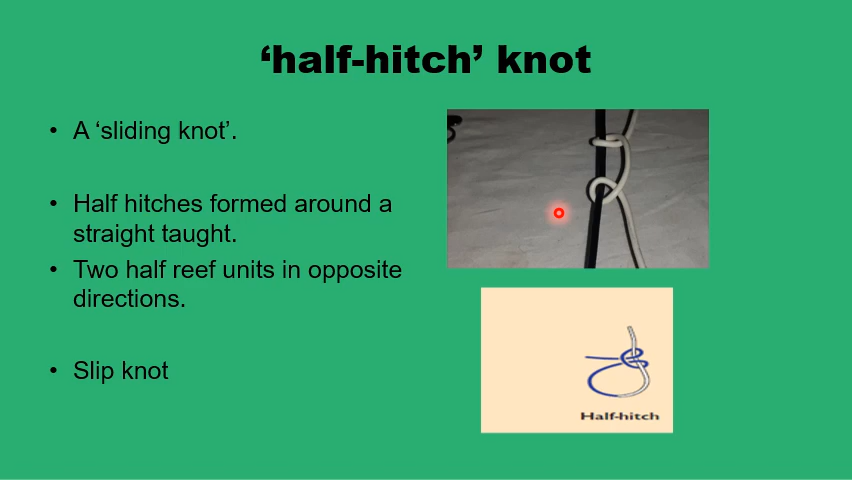 ‘half-hitch’ knot
• A ‘sliding knot’.
• Half hitches formed around a
straight taught.
• Two half reef units in opposite
directions.
• Slip knot
Half-hitch